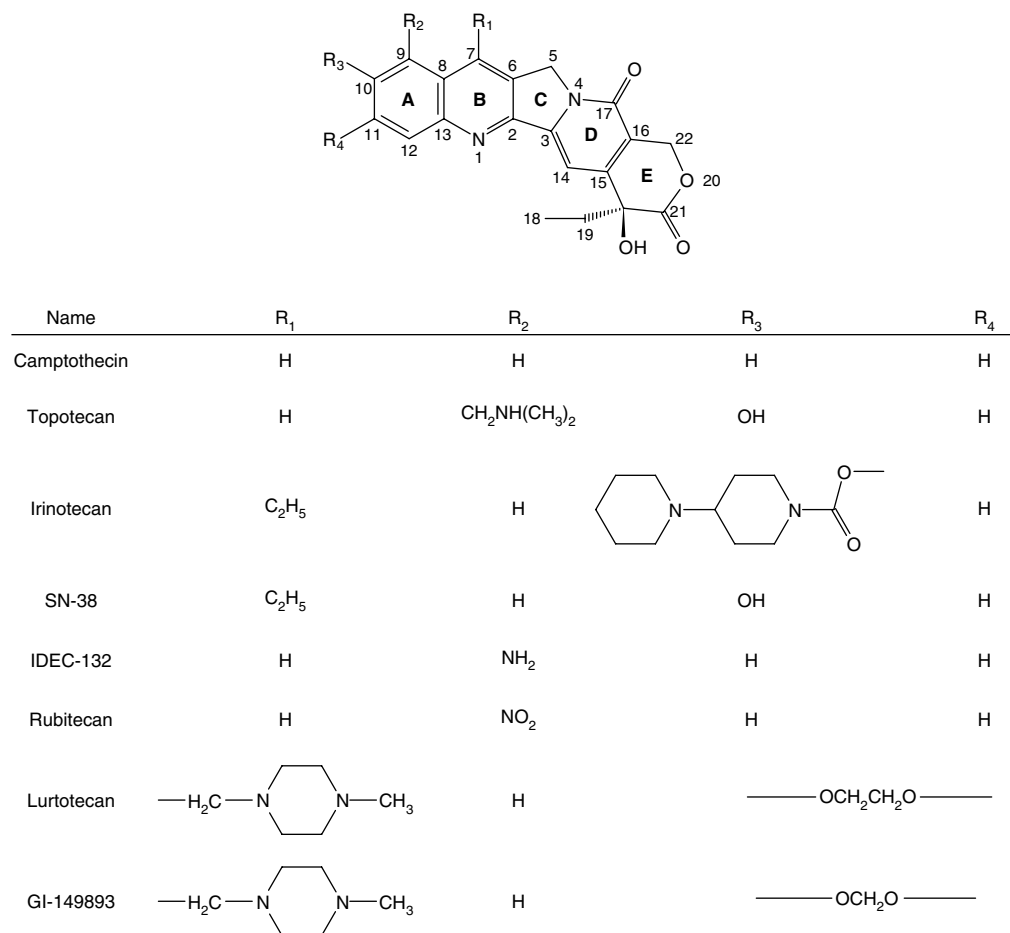 R₂ R₁
R₃ 9 7 5 O
10 8 6 4
A B C N 17
R₄ 11 13 N 2 3 D 16 22
12 1 14 15 E O 20
18 21
19 OH O
Name R₁ R₂ R₃ R₄
Camptothecin H H H H
Topotecan H CH₂NH(CH₃)₂ OH H
O
Irinotecan C₂H₅ H N N H
O
SN-38 C₂H₅ H OH H
IDEC-132 H NH₂ H H
Rubitecan H NO₂ H H
Lurtotecan H₂C N N CH₃ H OCH₂CH₂O
GI-149893 H₂C N N CH₃ H OCH₂O